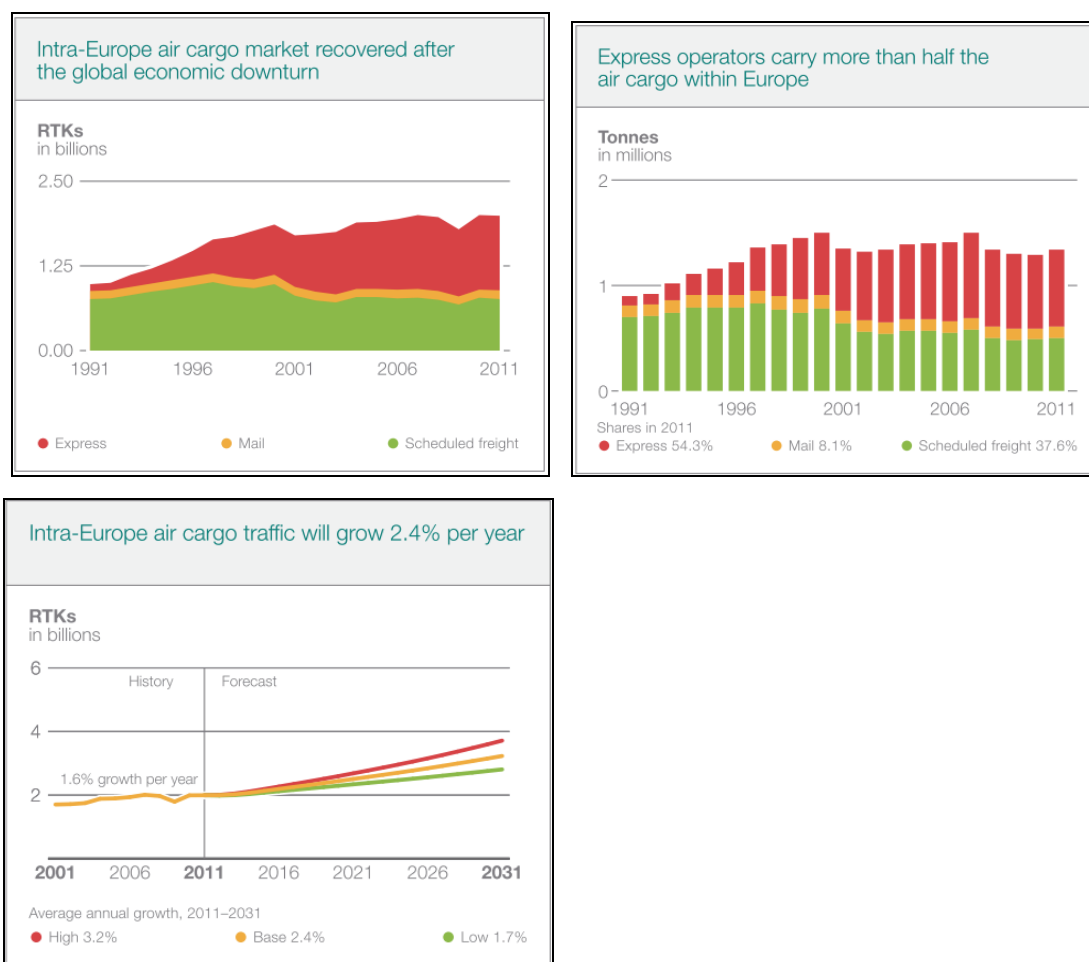 Intra-Europe air cargo market recovered after
the global economic downturn
RTKs
in billions
2.50
1.25
0.00
1991 1996 2001 2006 2011
Express Mail Scheduled freight
Express operators carry more than half the
air cargo within Europe
Tonnes
in millions
2
1
0
1991 1996 2001 2006 2011
Shares in 2011
Express 54.3% Mail 8.1% Scheduled freight 37.6%
Intra-Europe air cargo traffic will grow 2.4% per year
RTKs
in billions
6
History Forecast
4
1.6% growth per year
2
2001 2006 2011 2016 2021 2026 2031
Average annual growth, 2011–2031
High 3.2% Base 2.4% Low 1.7%